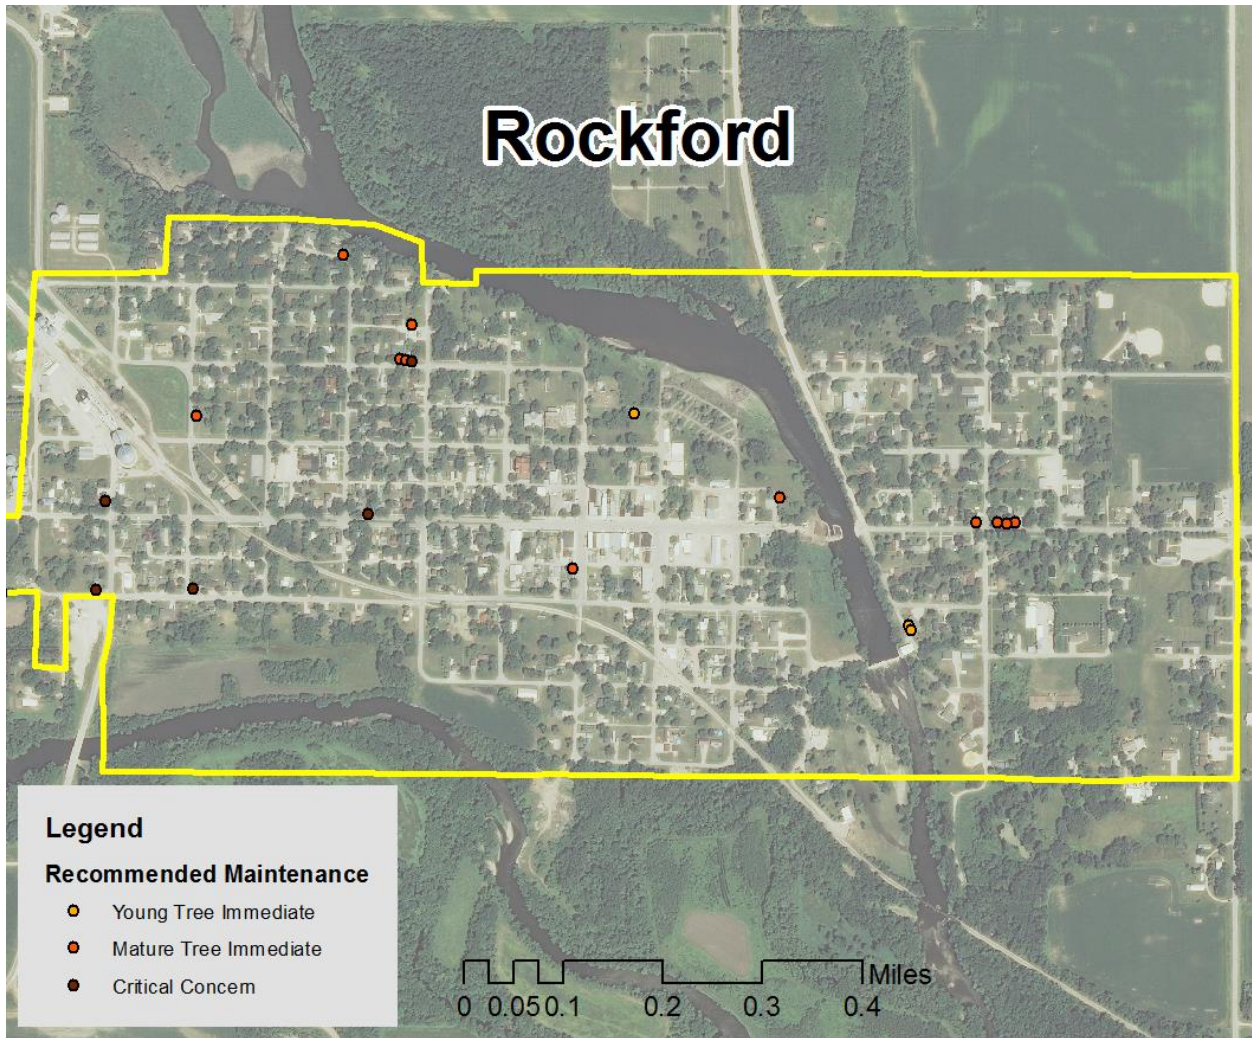 Rockford
Legend
Recommended Maintenance
Young Tree Immediate
Mature Tree Immediate
Critical Concern
Miles
0 0.05 0.1 0.2 0.3 0.4